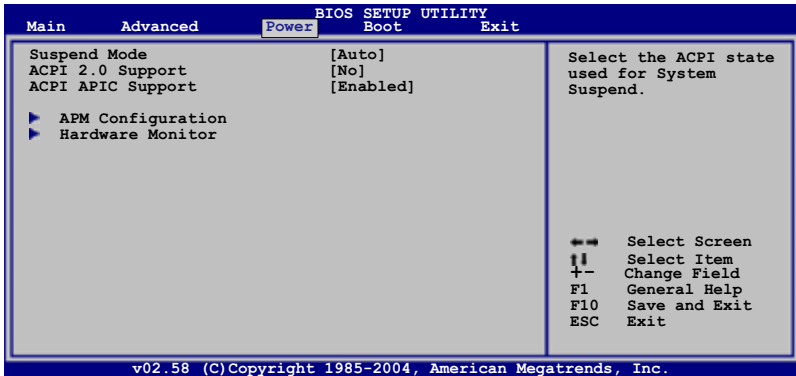 BIOS SETUP UTILITY
Main Advanced Power Boot Exit
Suspend Mode [Auto]
ACPI 2.0 Support [No]
ACPI APIC Support [Enabled]
APM Configuration
Hardware Monitor
Select the ACPI state
used for System
Suspend.
Select Screen
Select Item
+- Change Field
F1 General Help
F10 Save and Exit
ESC Exit
v02.58 (C)Copyright 1985-2004, American Megatrends, Inc.